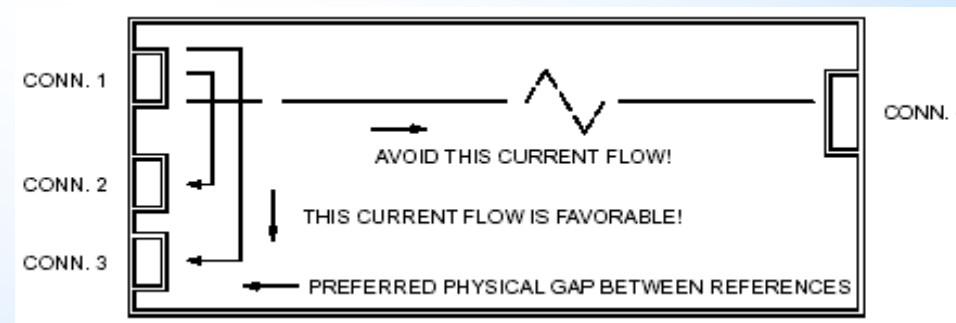 CONN. 1
CONN.
AVOID THIS CURRENT FLOW!
CONN. 2
THIS CURRENT FLOW IS FAVORABLE!
CONN. 3
PREFERRED PHYSICAL GAP BETWEEN REFERENCES